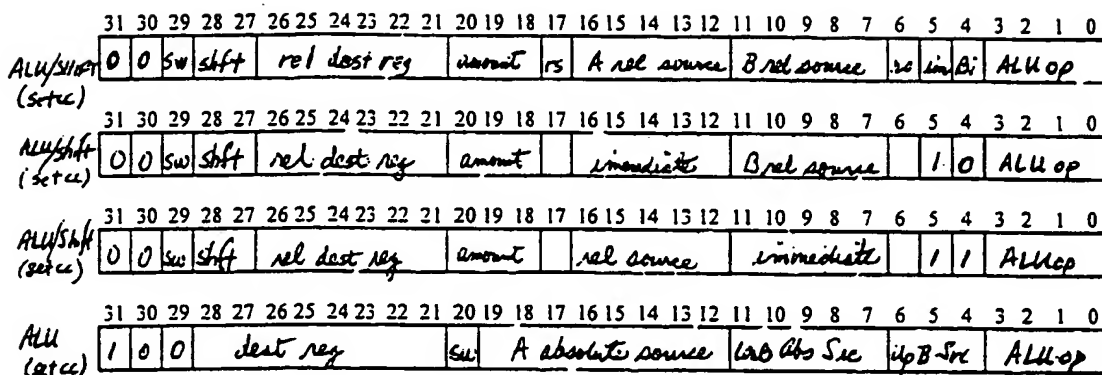 31 30 29 28 27 26 25 24 23 22 21 20 19 18 17 16 15 14 13 12 11 10 9 8 7 6 5 4 3 2 1 0
ALU/Shift 0 0 sw shft rel dest reg amount rs A rel source B rel source im Bi ALU op
(setcc)
31 30 29 28 27 26 25 24 23 22 21 20 19 18 17 16 15 14 13 12 11 10 9 8 7 6 5 4 3 2 1 0
ALU/Shft 0 0 sw shft rel dest reg amount immediate B rel source 1 0 ALU op
(setcc)
31 30 29 28 27 26 25 24 23 22 21 20 19 18 17 16 15 14 13 12 11 10 9 8 7 6 5 4 3 2 1 0
ALU/Shft 0 0 sw shft rel dest reg amount rel source immediate 1 1 ALU op
(setcc)
31 30 29 28 27 26 25 24 23 22 21 20 19 18 17 16 15 14 13 12 11 10 9 8 7 6 5 4 3 2 1 0
ALU 1 0 0 dest reg sw A absolute source LoB Abs Src B Src ALU op
(setcc)